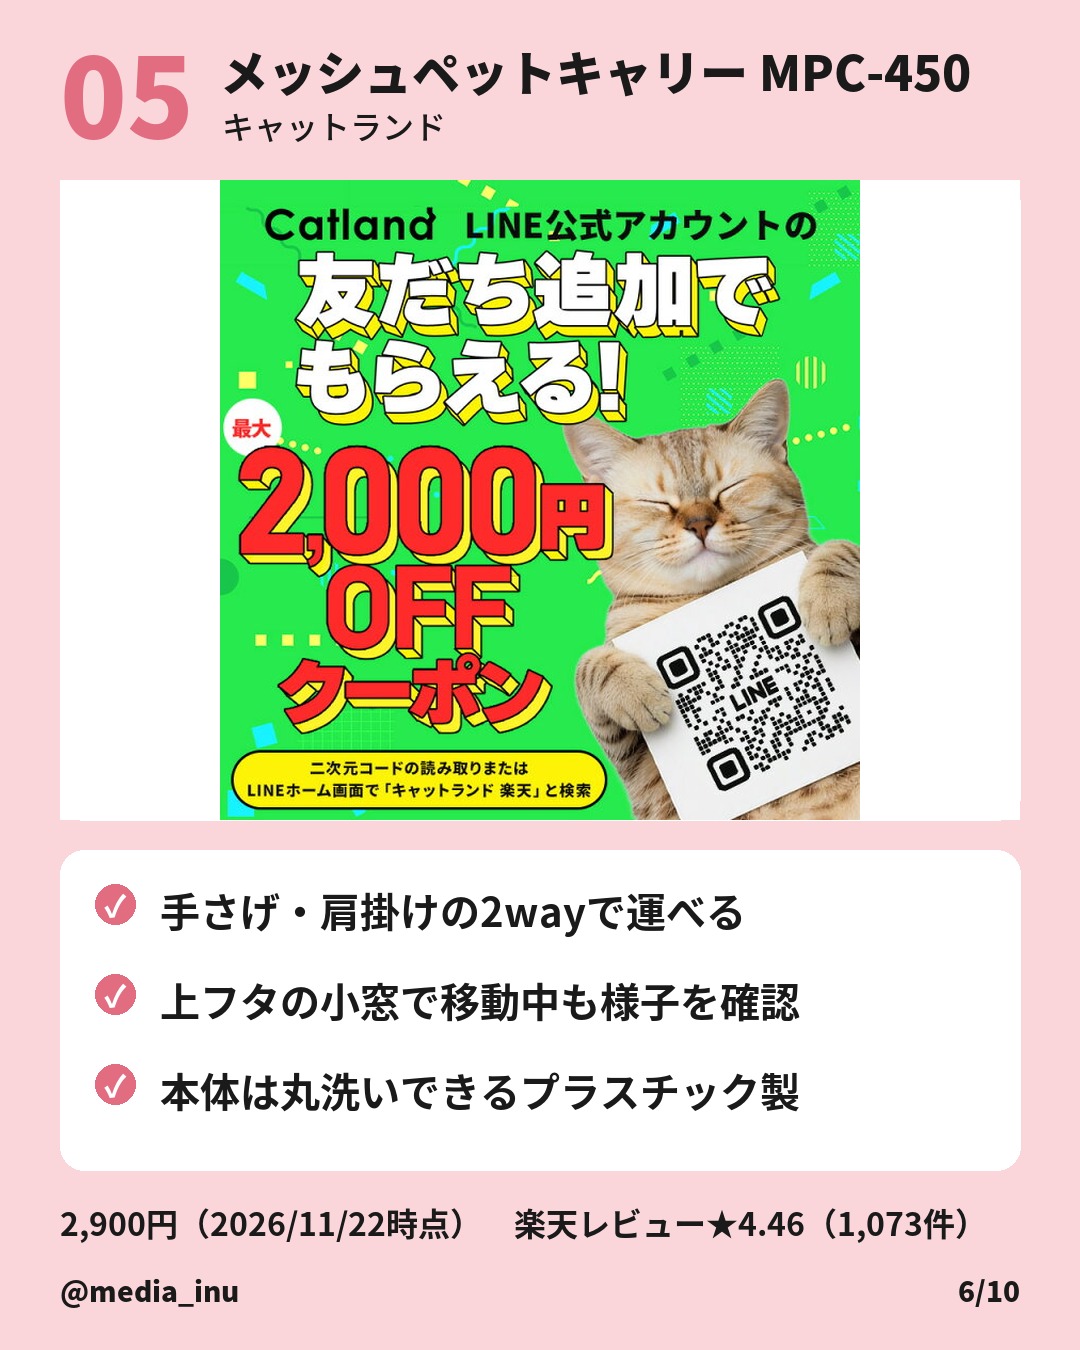 05
メッシュペットキャリー MPC-450
キャットランド
Catland LINE公式アカウントの
友だち追加で
もらえる!
最大
2,000円
OFF
クーポン
LINE
二次元コードの読み取りまたは
LINEホーム画面で「キャットランド 楽天」と検索
手さげ・肩掛けの2wayで運べる
上フタの小窓で移動中も様子を確認
本体は丸洗いできるプラスチック製
2,900円（2026/11/22時点） 楽天レビュー★4.46（1,073件）
@media_inu
6/10